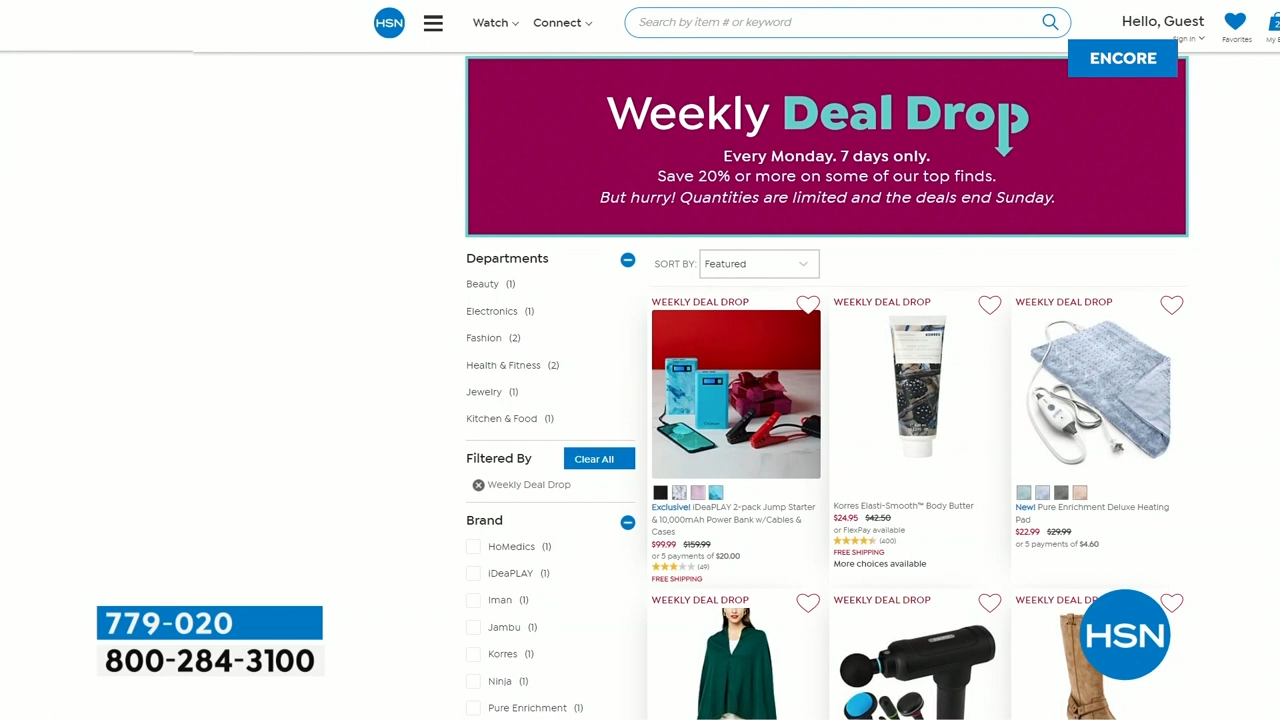 HSN
Watch
Connect
Search by item # or keyword
Hello, Guest
Sign In
Favorites
ENCORE
Weekly Deal Drop
Every Monday. 7 days only.
Save 20% or more on some of our top finds.
But hurry! Quantities are limited and the deals end Sunday.
Departments
Beauty (1)
Electronics (1)
Fashion (2)
Health & Fitness (2)
Jewelry (1)
Kitchen & Food (1)
Filtered By
Clear All
Weekly Deal Drop
Brand
HoMedics (1)
iDeaPLAY (1)
Iman (1)
Jambu (1)
Korres (1)
Ninja (1)
Pure Enrichment (1)
SORT BY: Featured
WEEKLY DEAL DROP
Exclusive! iDeaPLAY 2-pack Jump Starter
& 10,000mAh Power Bank w/Cables &
Cases
$99.99 $159.99
or 5 payments of $20.00
(49)
FREE SHIPPING
WEEKLY DEAL DROP
KORRES
Korres Elasti-Smooth™ Body Butter
$24.95 $42.50
or FlexPay available
(400)
FREE SHIPPING
More choices available
WEEKLY DEAL DROP
New! Pure Enrichment Deluxe Heating
Pad
$22.99 $29.99
or 5 payments of $4.60
WEEKLY DEAL DROP
WEEKLY DEAL DROP
WEEKLY DEAL
779-020
800-284-3100
HSN